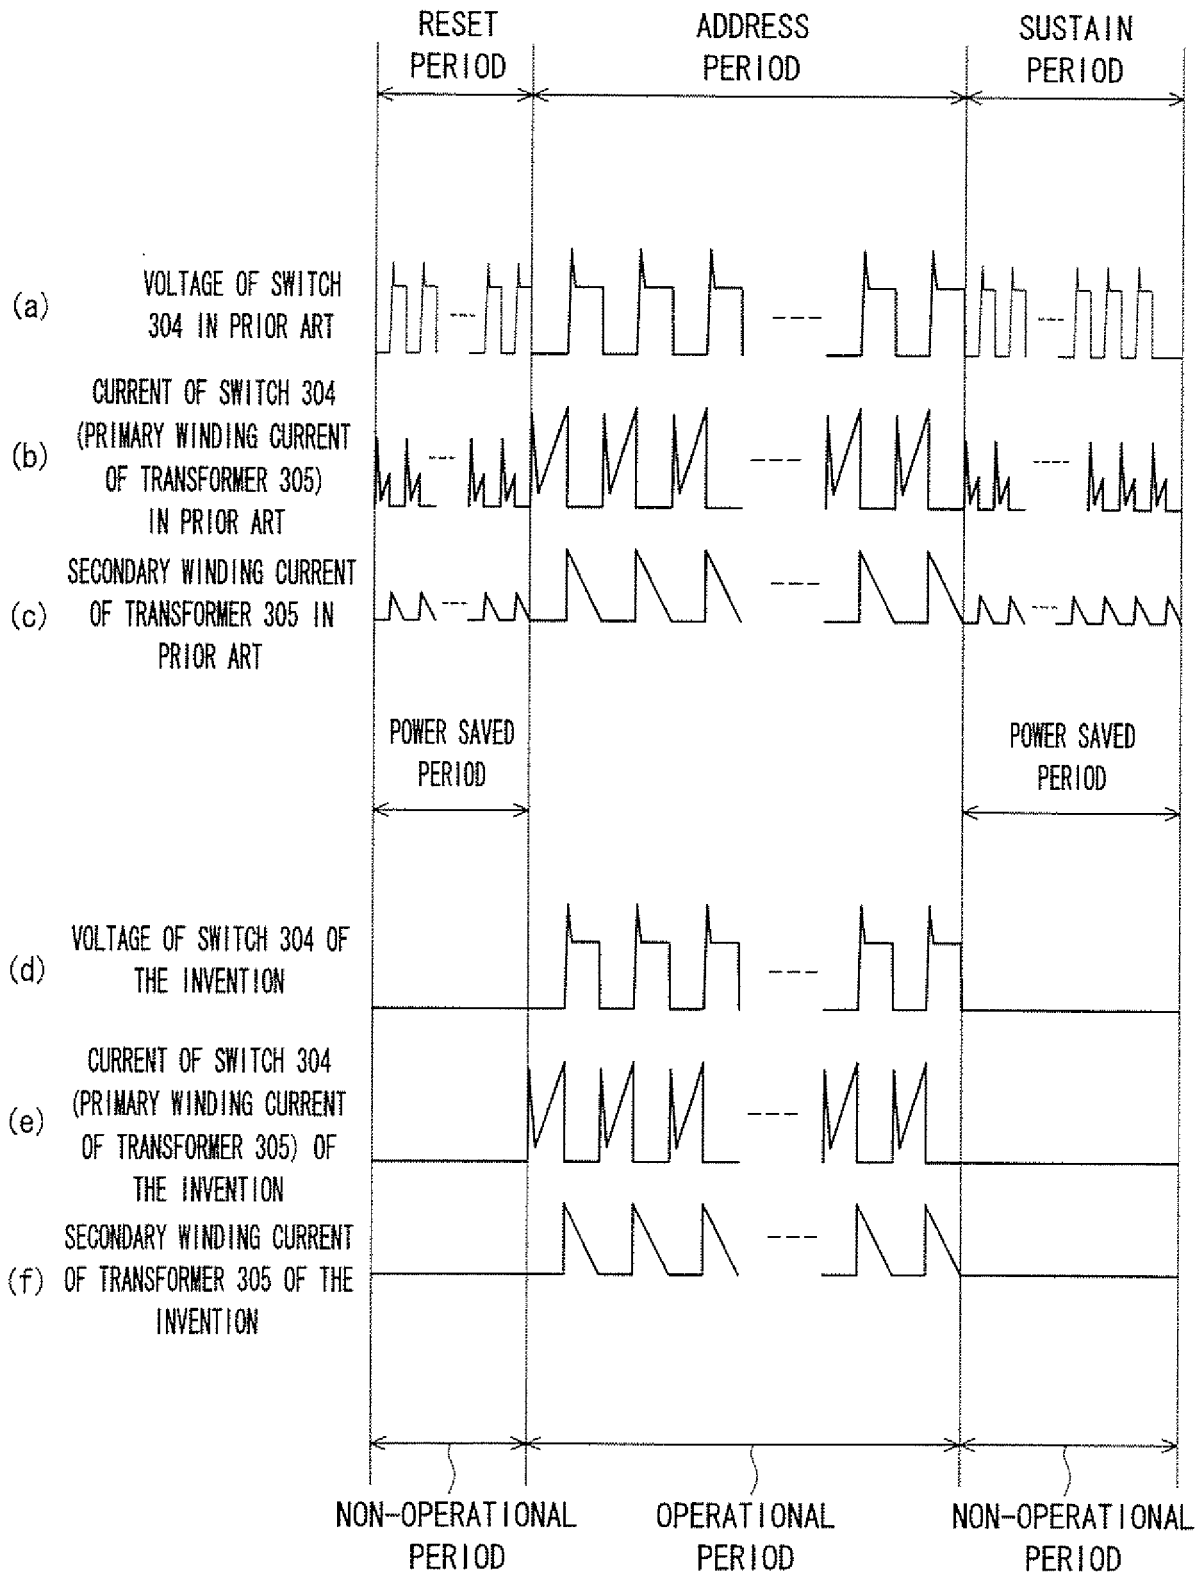 RESET
PERIOD
ADDRESS
PERIOD
SUSTAIN
PERIOD
(a)
VOLTAGE OF SWITCH
304 IN PRIOR ART
(b)
CURRENT OF SWITCH 304
(PRIMARY WINDING CURRENT
OF TRANSFORMER 305)
IN PRIOR ART
(c)
SECONDARY WINDING CURRENT
OF TRANSFORMER 305 IN
PRIOR ART
POWER SAVED
PERIOD
POWER SAVED
PERIOD
(d)
VOLTAGE OF SWITCH 304 OF
THE INVENTION
(e)
CURRENT OF SWITCH 304
(PRIMARY WINDING CURRENT
OF TRANSFORMER 305) OF
THE INVENTION
(f)
SECONDARY WINDING CURRENT
OF TRANSFORMER 305 OF THE
INVENTION
NON-OPERATIONAL
PERIOD
OPERATIONAL
PERIOD
NON-OPERATIONAL
PERIOD